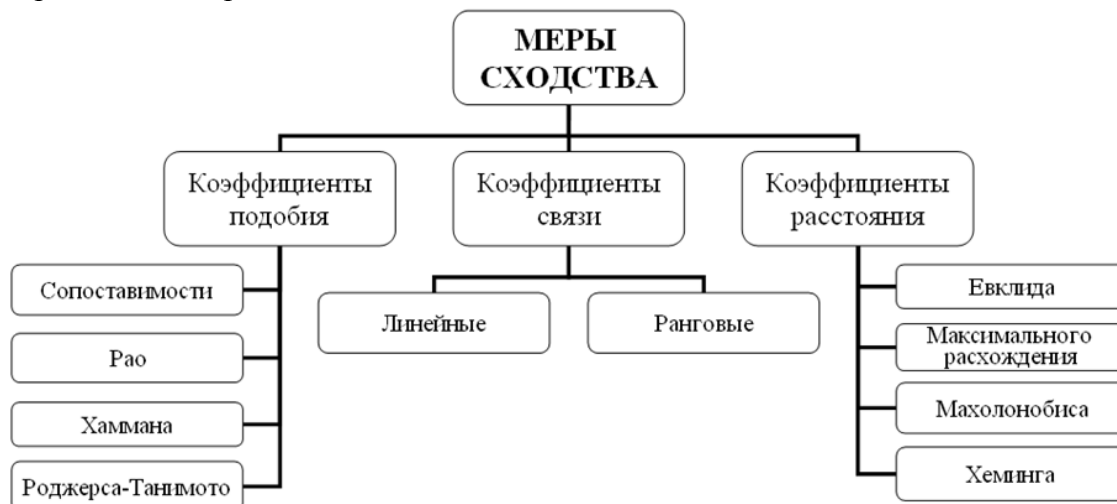 МЕРЫ
СХОДСТВА
Коэффициенты
подобия
Коэффициенты
связи
Коэффициенты
расстояния
Сопоставимости
Рао
Хаммана
Роджерса-Танимото
Линейные
Ранговые
Евклида
Максимального
расхождения
Махолонобиса
Хеминга